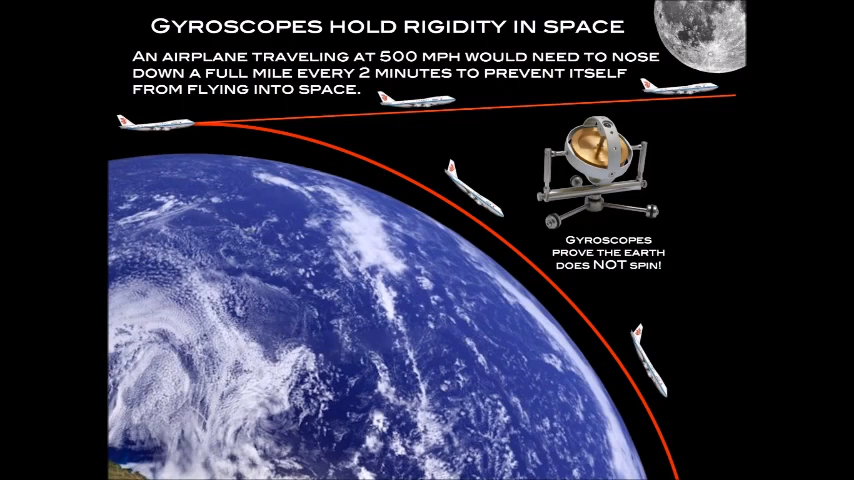 Gyroscopes hold rigidity in space
An airplane traveling at 500 mph would need to nose
down a full mile every 2 minutes to prevent itself
from flying into space.
Gyroscopes
prove the earth
does NOT spin!